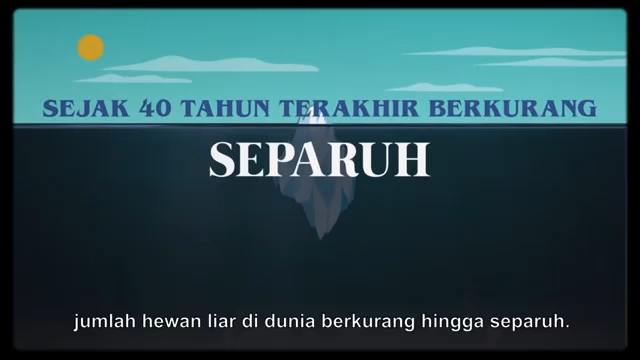 SEJAK 40 TAHUN TERAKHIR BERKURANG
SEPARUH
jumlah hewan liar di dunia berkurang hingga separuh.